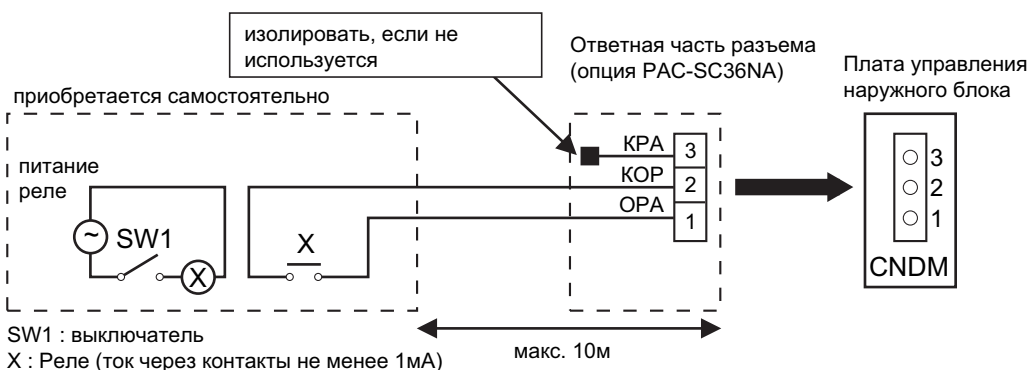 изолировать, если не
используется
Ответная часть разъема
(опция PAC-SC36NA)
Плата управления
наружного блока
приобретается самостоятельно
питание
реле
~
SW1
X
X
КРА
КОР
ОРА
3
2
1
3
2
1
CNDM
макс. 10м
SW1 : выключатель
X : Реле (ток через контакты не менее 1мА)